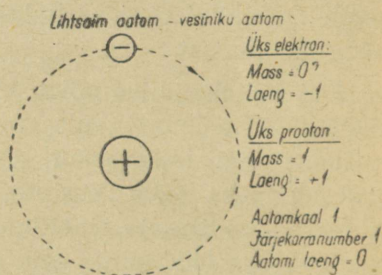 Lihtsaim aatom - vesiniku aatom
−
+
Üks elektron:
Mass = 0?
Laeng = -1
Üks prooton
Mass = 1
Laeng = +1
Aatomkaal 1
Järjekorranumber 1
Aatomi laeng = 0